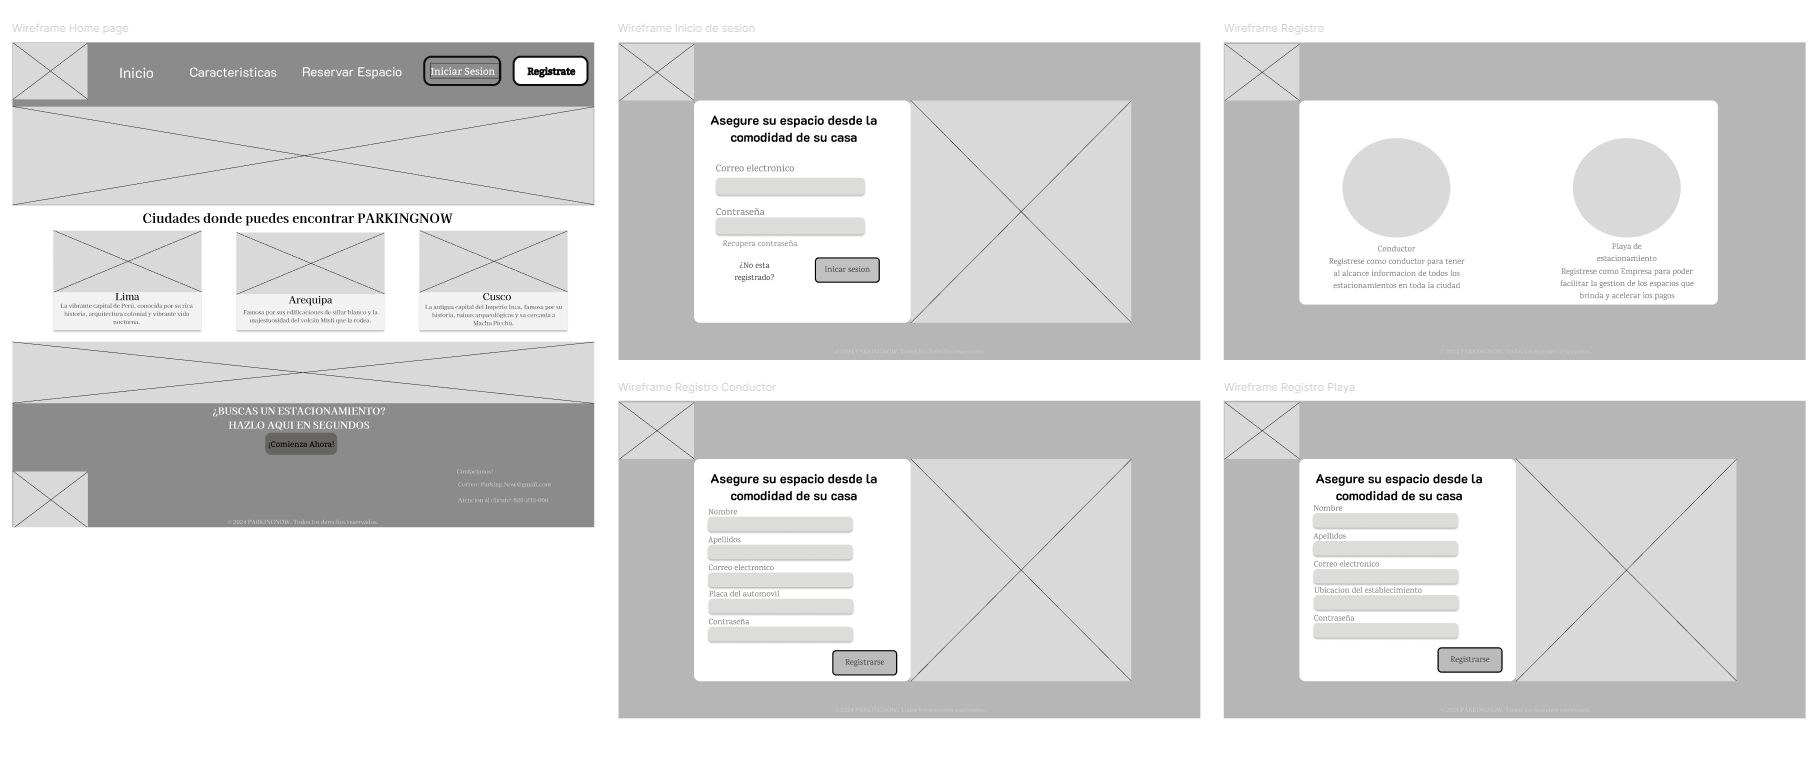 Wireframe Home page
Inicio
Caracteristicas
Reservar Espacio
Iniciar Sesion
Registrate
Ciudades donde puedes encontrar PARKINGNOW
Lima
La vibrante capital de Perú, conocida por su rica
historia, arquitectura colonial y vibrante vida
nocturna.
Arequipa
Famosa por sus edificaciones de sillar blanco y la
majestuosidad del volcán Misti que la rodea.
Cusco
La antigua capital del Imperio Inca, famosa por su
historia, ruinas arqueológicas y su cercanía a
Machu Picchu.
¿BUSCAS UN ESTACIONAMIENTO?
HAZLO AQUI EN SEGUNDOS
¡Comienza Ahora!
Correo: Parking.Now@gmail.com
Atencion al cliente:
© 2024 PARKINGNOW. Todos los derechos reservados.
Wireframe Inicio de sesion
Asegure su espacio desde la
comodidad de su casa
Correo electronico
Contraseña
Recupera contraseña
¿No esta
registrado?
Inicar sesion
© 2024 PARKINGNOW. Todos los derechos reservados.
Wireframe Registro
Conductor
Registrese como conductor para tener
al alcance informacion de todos los
estacionamientos en toda la ciudad
Playa de
estacionamiento
Registrese como Empresa para poder
facilitar la gestion de los espacios que
brinda y acelerar los pagos
© 2024 PARKINGNOW. Todos los derechos reservados.
Wireframe Registro Conductor
Asegure su espacio desde la
comodidad de su casa
Nombre
Apellidos
Correo electronico
Placa del automovil
Contraseña
Registrarse
© 2024 PARKINGNOW. Todos los derechos reservados.
Wireframe Registro Playa
Asegure su espacio desde la
comodidad de su casa
Nombre
Apellidos
Correo electronico
Ubicacion del establecimiento
Contraseña
Registrarse
© 2024 PARKINGNOW. Todos los derechos reservados.